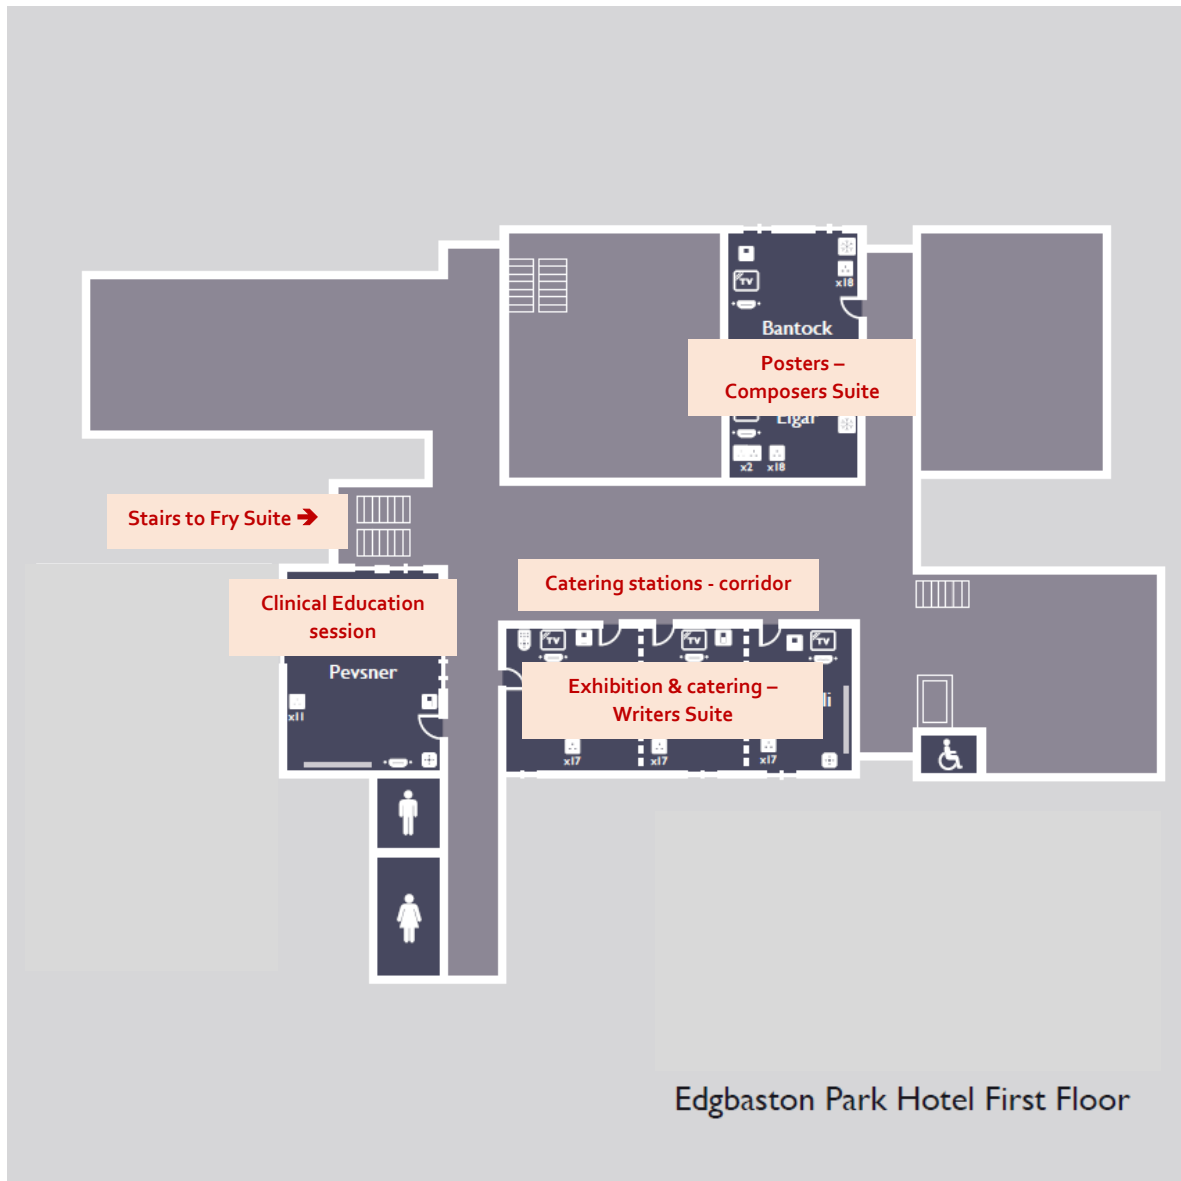 TV
x18
Bantock
Posters –
Composers Suite
Elgar
x2 x18
Stairs to Fry Suite ➔
Clinical Education
session
Catering stations - corridor
Pevsner
x11
TV
TV
TV
Exhibition & catering –
Writers Suite
x17
x17
x17
Edgbaston Park Hotel First Floor